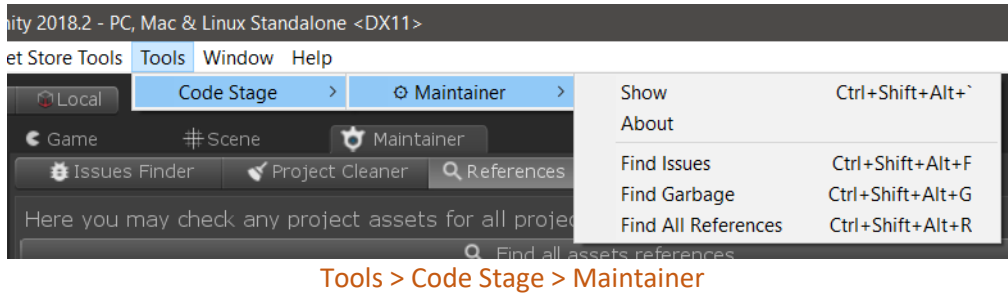 nity 2018.2 - PC, Mac & Linux Standalone <DX11>
et Store Tools Tools Window Help
Local Code Stage > Maintainer > Show Ctrl+Shift+Alt+`
About
Game Scene Maintainer
Issues Finder Project Cleaner References Find Issues Ctrl+Shift+Alt+F
Find Garbage Ctrl+Shift+Alt+G
Here you may check any project assets for all projec Find All References Ctrl+Shift+Alt+R
Find all assets references
Tools > Code Stage > Maintainer